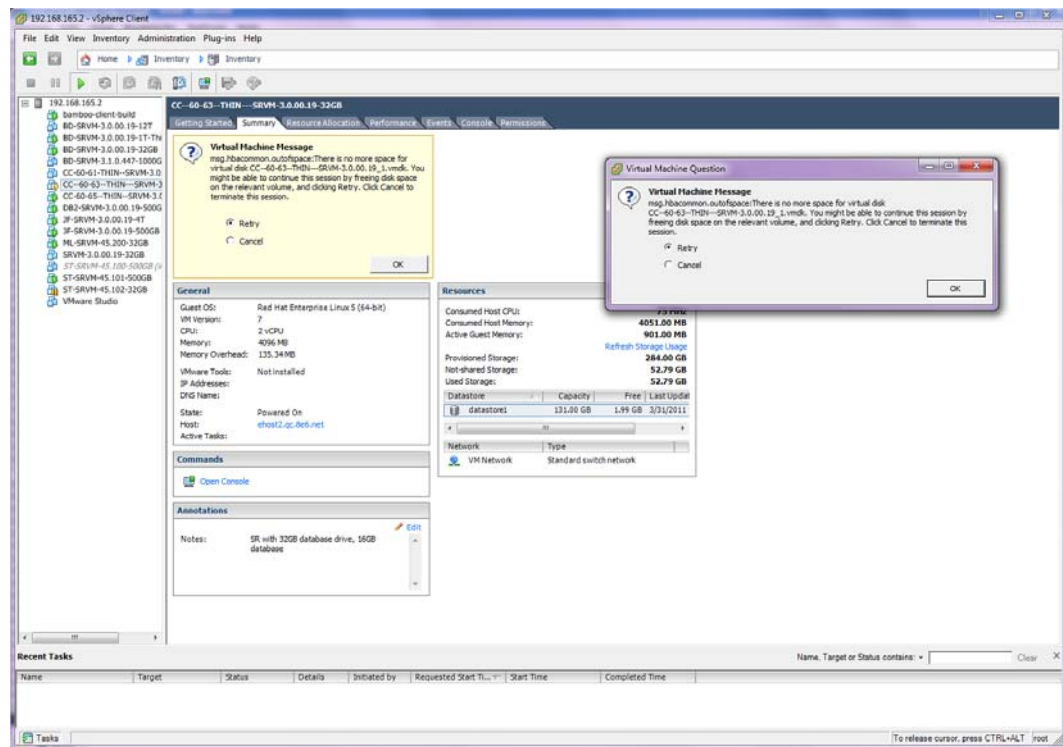 192.168.165.2 - vSphere Client
File Edit View Inventory Administration Plug-ins Help
Home Inventory Inventory
192.168.165.2
bamboo-client-build
BD-SRVM-3.0.00.19-12T
BD-SRVM-3.0.00.19-1T-Thi
BD-SRVM-3.0.00.19-32GB
BD-SRVM-3.1.0.447-1000G
CC-60-61-THIN--SRVM-3.0
CC--60-63--THIN---SRVM-3
CC-60-65--THIN--SRVM-3.(
DB2-SRVM-3.0.00.19-500G
JF-SRVM-3.0.00.19-4T
JF-SRVM-3.0.00.19-500GB
ML-SRVM-45.200-32GB
SRVM-3.0.00.19-32GB
ST-SRVM-45.100-500GB (v
ST-SRVM-45.101-500GB
ST-SRVM-45.102-32GB
VMware Studio
CC--60-63--THIN---SRVM-3.0.00.19-32GB
Getting Started Summary Resource Allocation Performance Events Console Permissions
Virtual Machine Message
msg.hbacommon.outofspace:There is no more space for
virtual disk CC--60-63--THIN---SRVM-3.0.00.19_1.vmdk. You
might be able to continue this session by freeing disk space
on the relevant volume, and clicking Retry. Click Cancel to
terminate this session.
Retry
Cancel
OK
Virtual Machine Question
Virtual Machine Message
msg.hbacommon.outofspace:There is no more space for virtual disk
CC--60-63--THIN---SRVM-3.0.00.19_1.vmdk. You might be able to continue this session by
freeing disk space on the relevant volume, and clicking Retry. Click Cancel to terminate this
session.
Retry
Cancel
OK
General
Guest OS: Red Hat Enterprise Linux 5 (64-bit)
VM Version: 7
CPU: 2 vCPU
Memory: 4096 MB
Memory Overhead: 135.34 MB
VMware Tools: Not installed
IP Addresses:
DNS Name:
State: Powered On
Host: ehost2.qc.8e6.net
Active Tasks:
Commands
Open Console
Annotations
Edit
Notes: SR with 32GB database drive, 16GB
database
Resources
Consumed Host CPU: 75 MHz
Consumed Host Memory: 4051.00 MB
Active Guest Memory: 901.00 MB
Refresh Storage Usage
Provisioned Storage: 284.00 GB
Not-shared Storage: 52.79 GB
Used Storage: 52.79 GB
Datastore Capacity Free Last Updat
datastore1 131.00 GB 1.99 GB 3/31/2011
Network Type
VM Network Standard switch network
Recent Tasks
Name, Target or Status contains: Clear
Name Target Status Details Initiated by Requested Start Ti... Start Time Completed Time
Tasks
To release cursor, press CTRL+ALT root